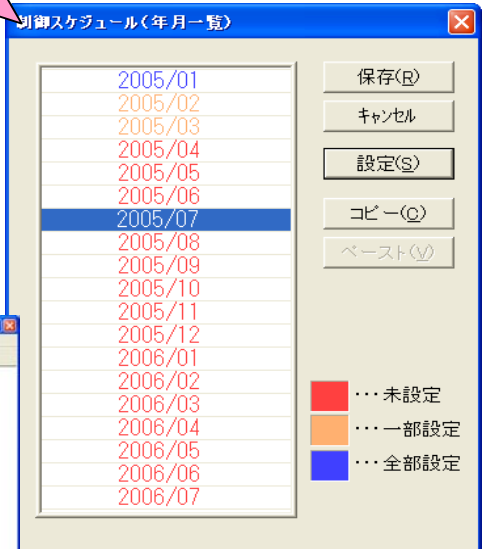 制御スケジュール(年月一覧)
2005/01
2005/02
2005/03
2005/04
2005/05
2005/06
2005/07
2005/08
2005/09
2005/10
2005/11
2005/12
2006/01
2006/02
2006/03
2006/04
2006/05
2006/06
2006/07
保存(R)
キャンセル
設定(S)
コピー(C)
ペースト(V)
・・・未設定
・・・一部設定
・・・全部設定